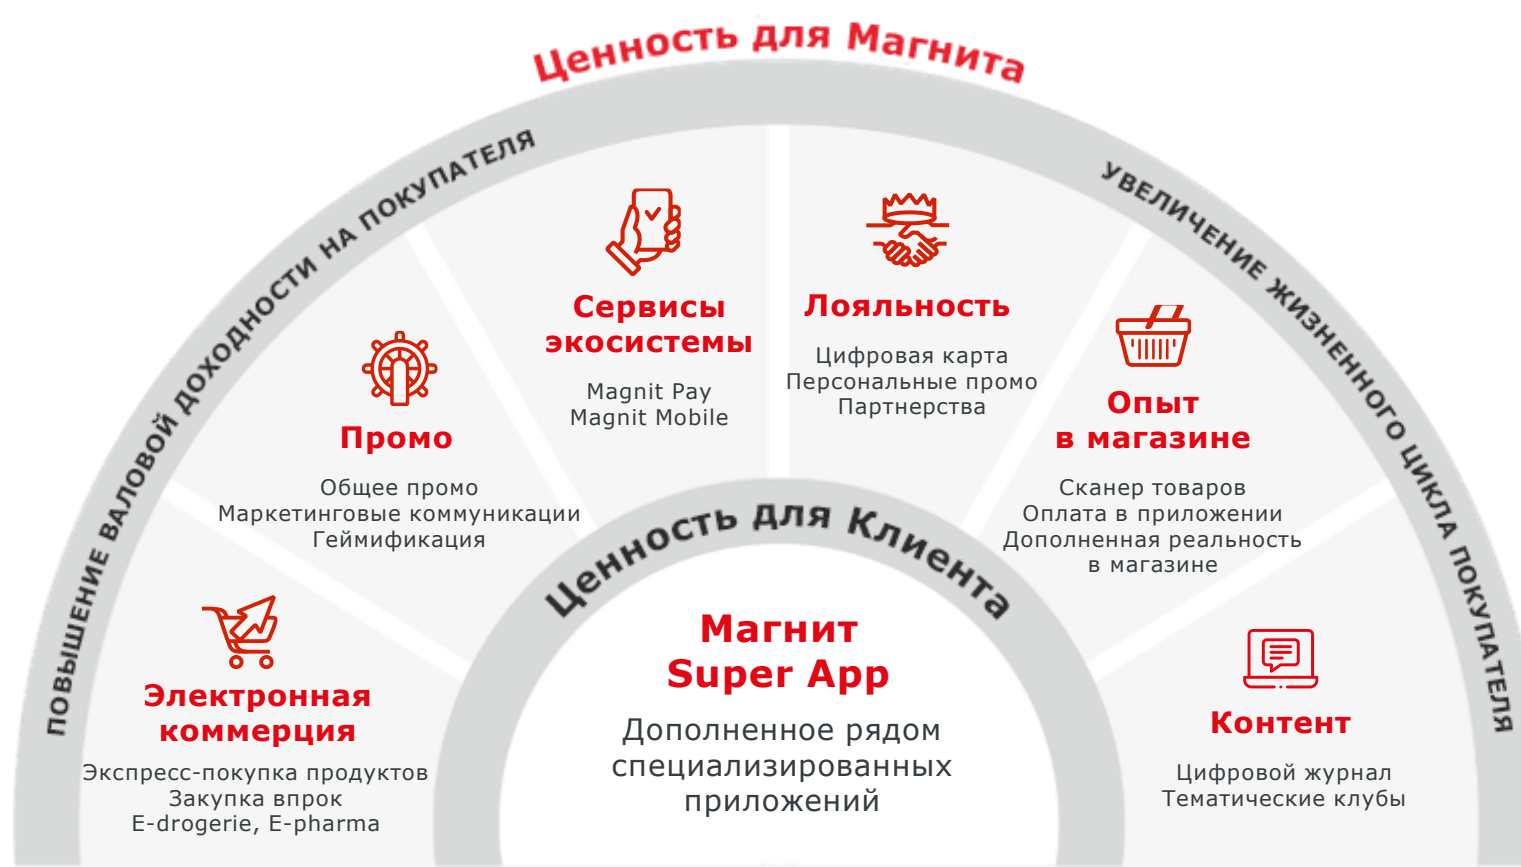 Ценность для Магнита
ПОВЫШЕНИЕ ВАЛОВОЙ ДОХОДНОСТИ НА ПОКУПАТЕЛЯ
УВЕЛИЧЕНИЕ ЖИЗНЕННОГО ЦИКЛА ПОКУПАТЕЛЯ
Электронная
коммерция
Экспресс-покупка продуктов
Закупка впрок
E-drogerie, E-pharma
Промо
Общее промо
Маркетинговые коммуникации
Геймификация
Сервисы
экосистемы
Magnit Pay
Magnit Mobile
Лояльность
Цифровая карта
Персональные промо
Партнерства
Опыт
в магазине
Сканер товаров
Оплата в приложении
Дополненная реальность
в магазине
Контент
Цифровой журнал
Тематические клубы
Ценность для Клиента
Магнит
Super App
Дополненное рядом
специализированных
приложений